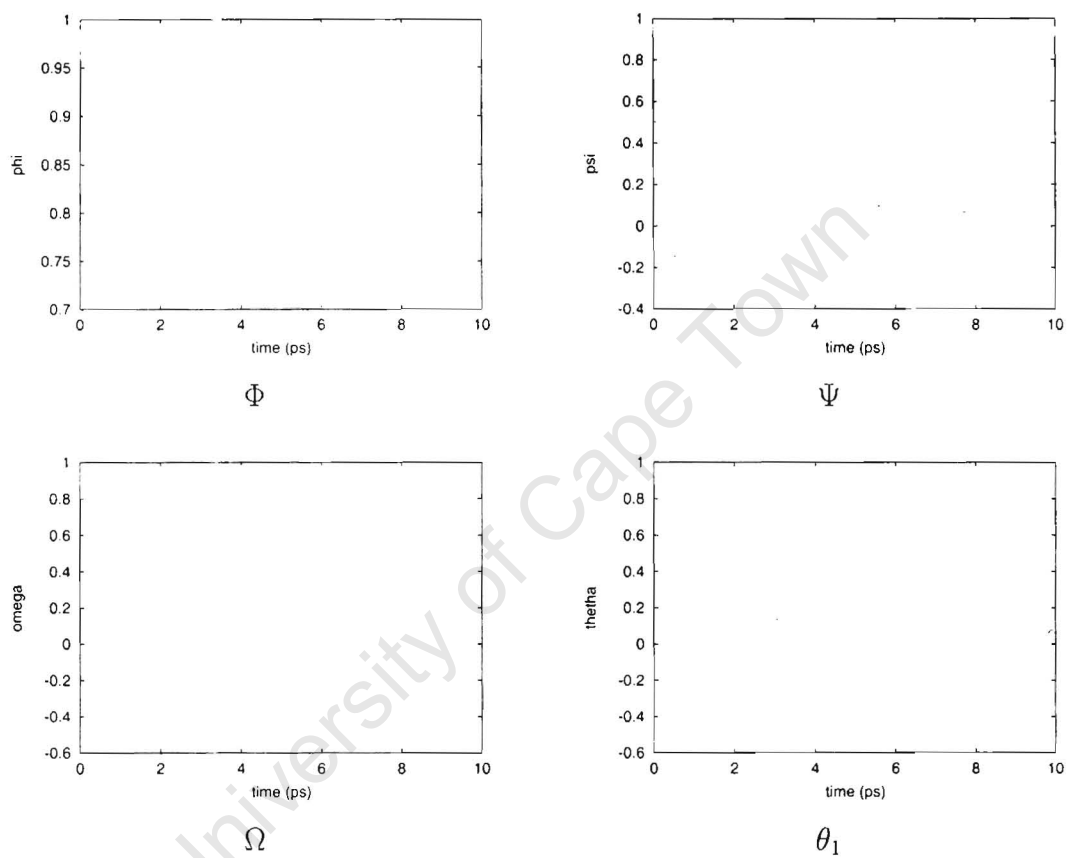 1
0.95
0.9
0.85
0.8
0.75
0.7
phi
0 2 4 6 8 10
time (ps)
Φ
1
0.8
0.6
0.4
0.2
0
-0.2
-0.4
psi
0 2 4 6 8 10
time (ps)
Ψ
1
0.8
0.6
0.4
0.2
0
-0.2
-0.4
-0.6
omega
0 2 4 6 8 10
time (ps)
Ω
1
0.8
0.6
0.4
0.2
0
-0.2
-0.4
-0.6
thetha
0 2 4 6 8 10
time (ps)
θ₁
University of Cape Town